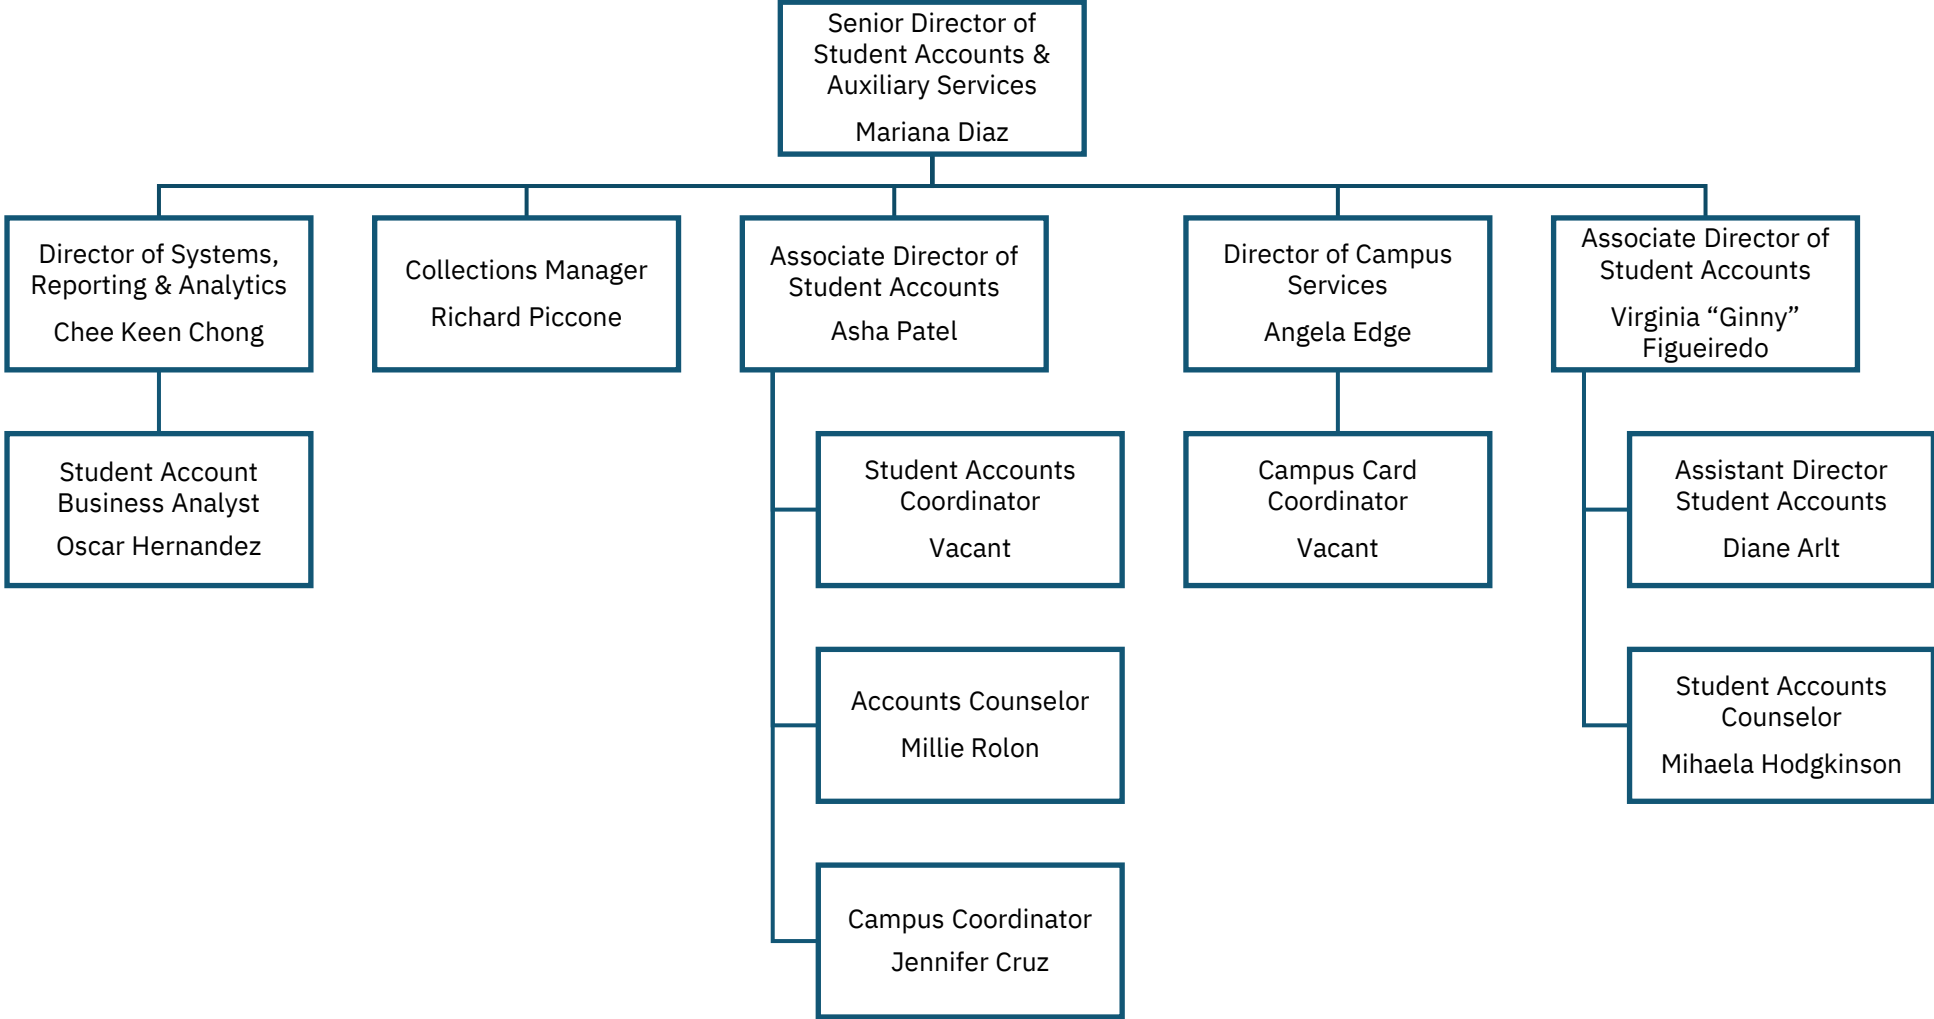 Senior Director of
Student Accounts &
Auxiliary Services
Mariana Diaz
Director of Systems,
Reporting & Analytics
Chee Keen Chong
Collections Manager
Richard Piccone
Associate Director of
Student Accounts
Asha Patel
Director of Campus
Services
Angela Edge
Associate Director of
Student Accounts
Virginia “Ginny”
Figueiredo
Student Account
Business Analyst
Oscar Hernandez
Student Accounts
Coordinator
Vacant
Campus Card
Coordinator
Vacant
Assistant Director
Student Accounts
Diane Arlt
Accounts Counselor
Millie Rolon
Student Accounts
Counselor
Mihaela Hodgkinson
Campus Coordinator
Jennifer Cruz